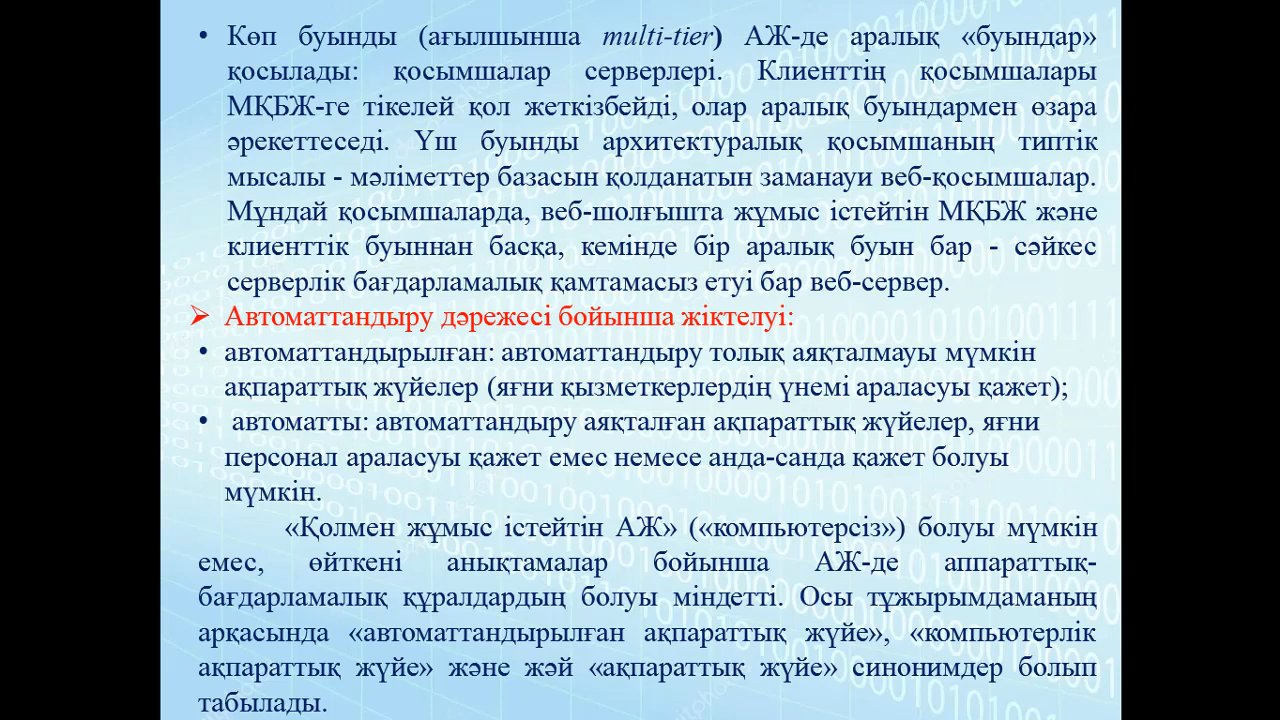 • Көп буынды (ағылшынша multi-tier) АЖ-де аралық «буындар»
қосылады: қосымшалар серверлері. Клиенттің қосымшалары
МҚБЖ-ге тікелей қол жеткізбейді, олар аралық буындармен өзара
әрекеттеседі. Үш буынды архитектуралық қосымшаның типтік
мысалы - мәліметтер базасын қолданатын заманауи веб-қосымшалар.
Мұндай қосымшаларда, веб-шолғышта жұмыс істейтін МҚБЖ және
клиенттік буыннан басқа, кемінде бір аралық буын бар - сәйкес
серверлік бағдарламалық қамтамасыз етуі бар веб-сервер.
➢ Автоматтандыру дәрежесі бойынша жіктелуі:
• автоматтандырылған: автоматтандыру толық аяқталмауы мүмкін
ақпараттық жүйелер (яғни қызметкерлердің үнемі араласуы қажет);
• автоматты: автоматтандыру аяқталған ақпараттық жүйелер, яғни
персонал араласуы қажет емес немесе анда-санда қажет болуы
мүмкін.
«Қолмен жұмыс істейтін АЖ» («компьютерсіз») болуы мүмкін
емес, өйткені анықтамалар бойынша АЖ-де аппараттық-
бағдарламалық құралдардың болуы міндетті. Осы тұжырымдаманың
арқасында «автоматтандырылған ақпараттық жүйе», «компьютерлік
ақпараттық жүйе» және жәй «ақпараттық жүйе» синонимдер болып
табылады.